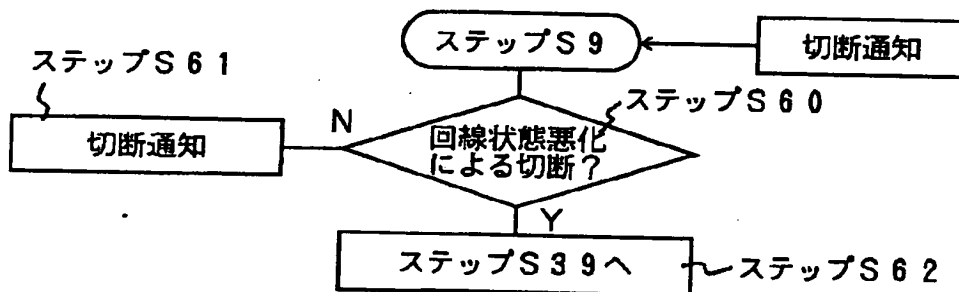 ステップS9
切断通知
ステップS61
ステップS60
切断通知
N
回線状態悪化
による切断?
Y
ステップS39へ
ステップS62